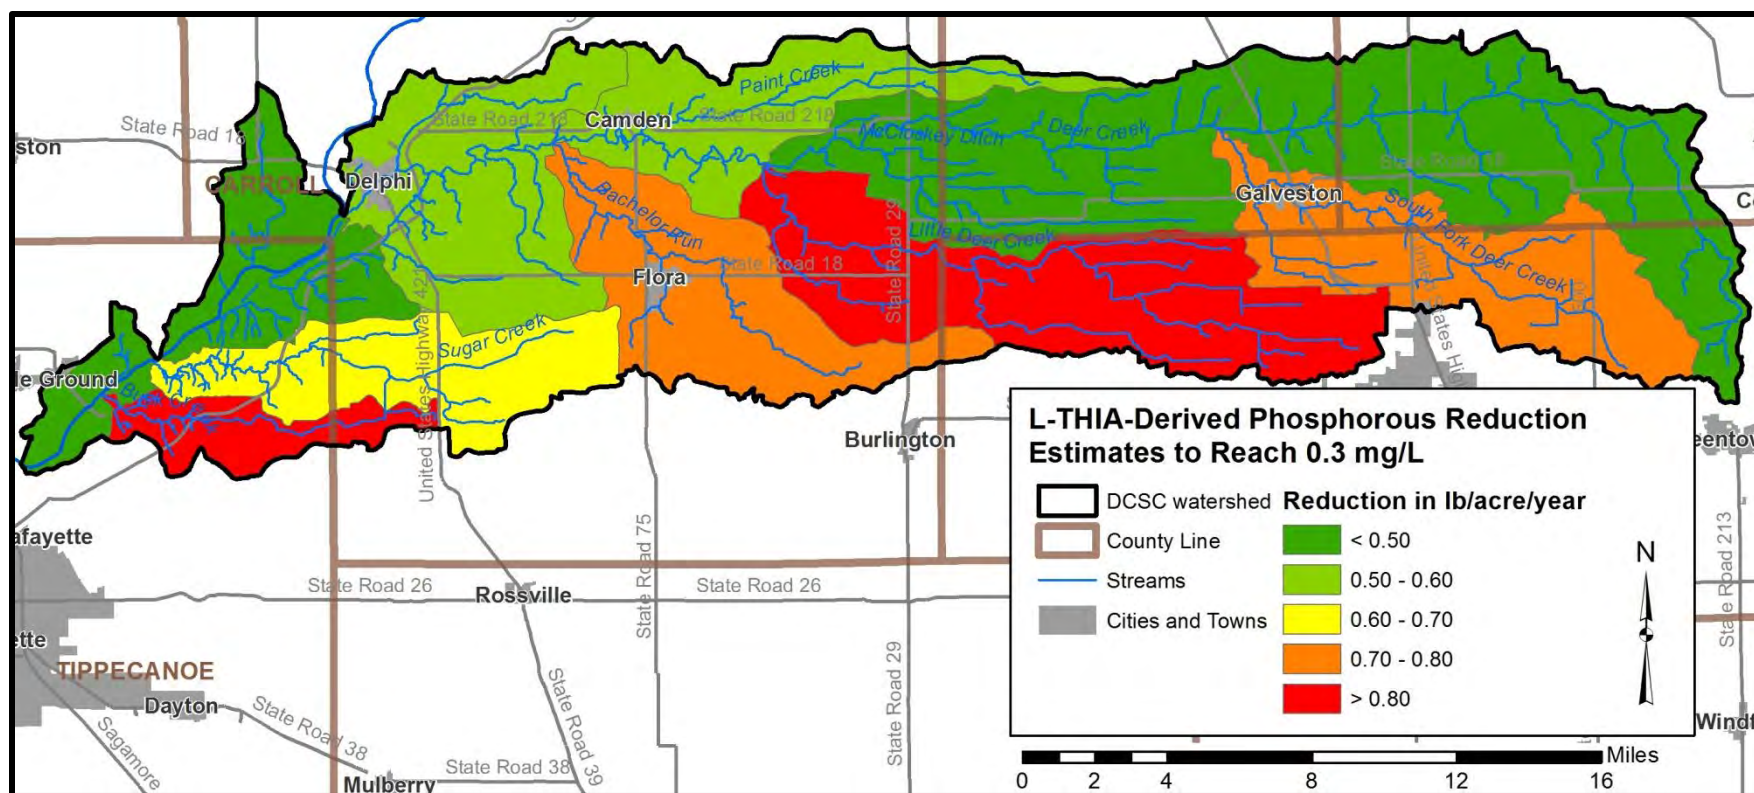 State Road 18
ston
CARROLL
Delphi
State Road 218
Camden
State Road 218
Paint Creek
McCloskey Ditch
Deer Creek
State Road 29
Galveston
South Fork Deer Creek
Bachelor Run
Little Deer Creek
State Road 18
Flora
United States Highway 421
Sugar Creek
le Ground
Burlington
eentow
L-THIA-Derived Phosphorous Reduction
Estimates to Reach 0.3 mg/L
DCSC watershed
County Line
Streams
Cities and Towns
Reduction in lb/acre/year
< 0.50
0.50 - 0.60
0.60 - 0.70
0.70 - 0.80
> 0.80
N
State Road 213
Windf
0 2 4 8 12 16 Miles
afayette
ette
TIPPECANOE
Dayton
Sagamore
State Road 38
Mulberry
State Road 38
State Road 39
Rossville
State Road 26
State Road 75
State Road 26
State Road 29